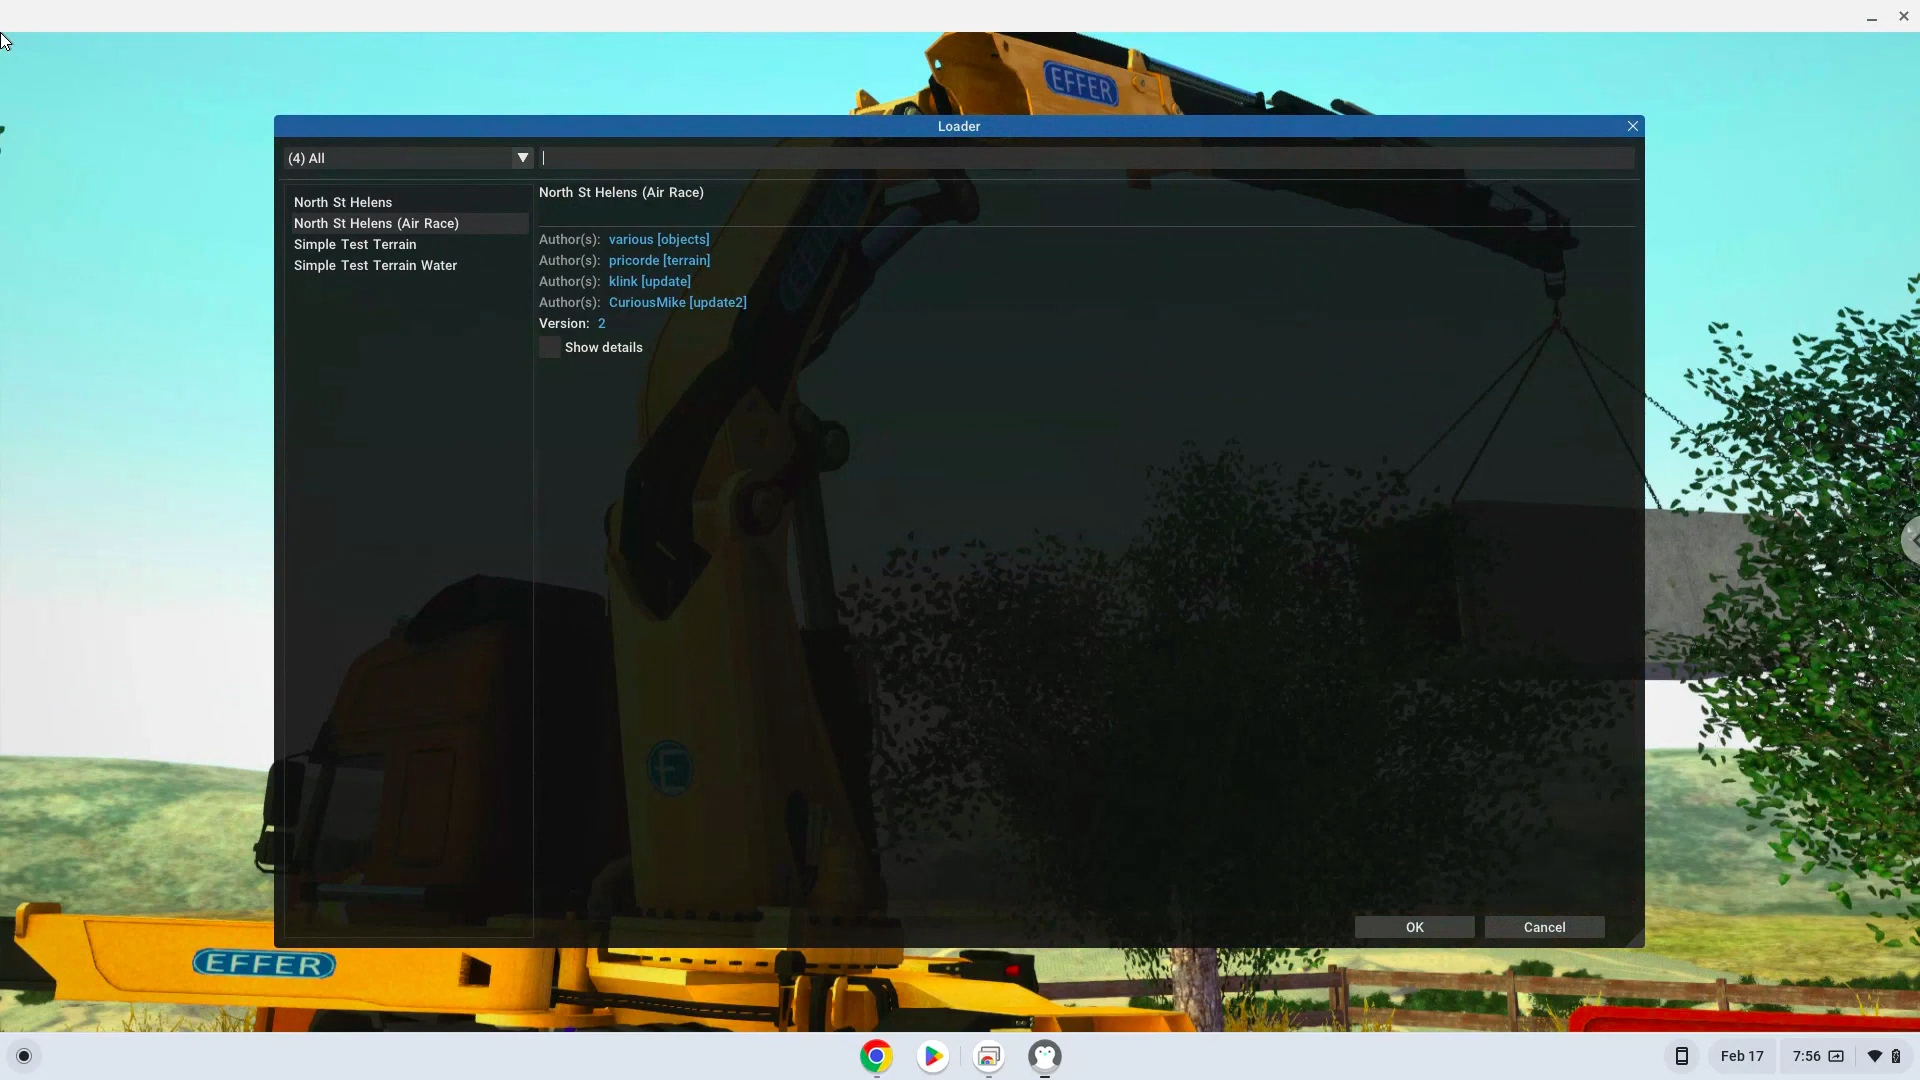 EFFER
Loader
(4) All
North St Helens
North St Helens (Air Race)
Simple Test Terrain
Simple Test Terrain Water
North St Helens (Air Race)
Author(s): various [objects]
Author(s): pricorde [terrain]
Author(s): klink [update]
Author(s): CuriousMike [update2]
Version: 2
Show details
OK
Cancel
EFFER
Feb 17
7:56